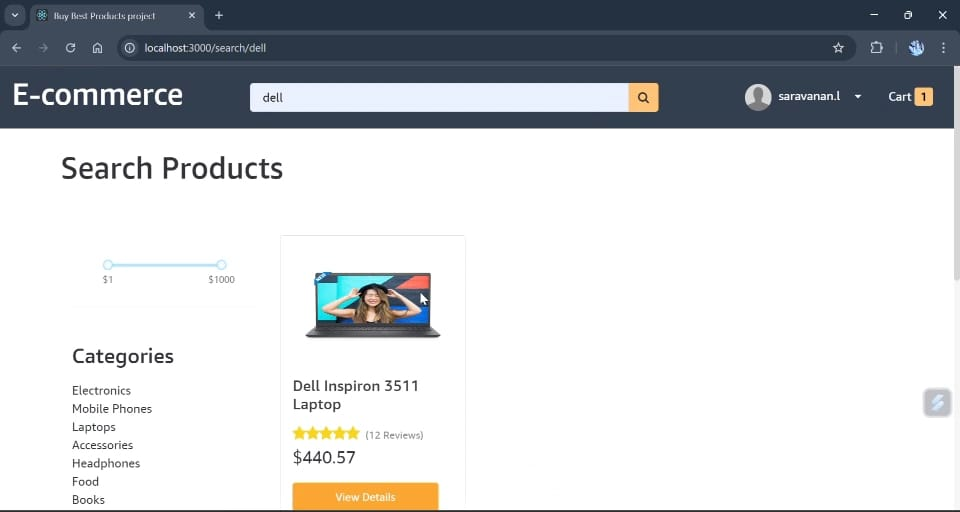 Buy Best Products project
localhost:3000/search/dell
E-commerce
dell
saravanan.l
Cart 1
Search Products
$1
$1000
Categories
Electronics
Mobile Phones
Laptops
Accessories
Headphones
Food
Books
NEW
Dell Inspiron 3511
Laptop
(12 Reviews)
$440.57
View Details